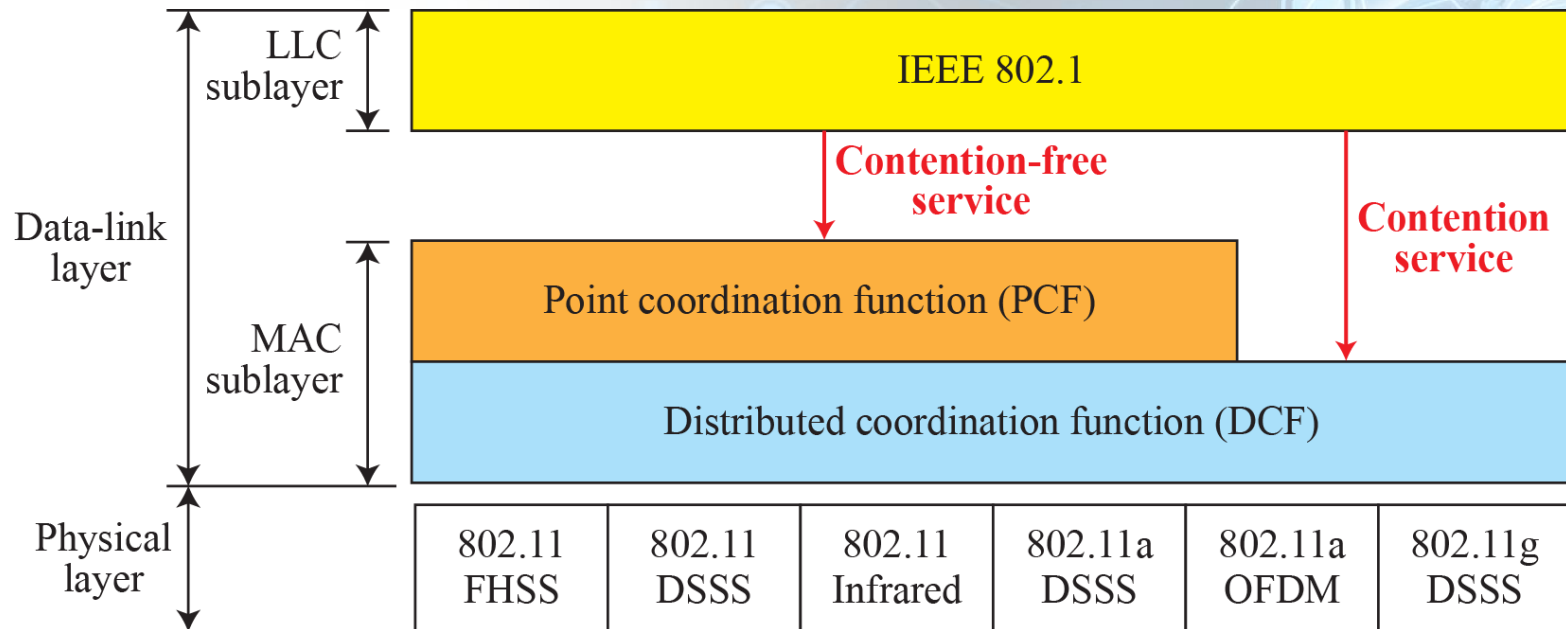 LLC
sublayer
IEEE 802.1
Contention-free
service
Contention
service
Data-link
layer
MAC
sublayer
Point coordination function (PCF)
Distributed coordination function (DCF)
Physical
layer
802.11
FHSS
802.11
DSSS
802.11
Infrared
802.11a
DSSS
802.11a
OFDM
802.11g
DSSS